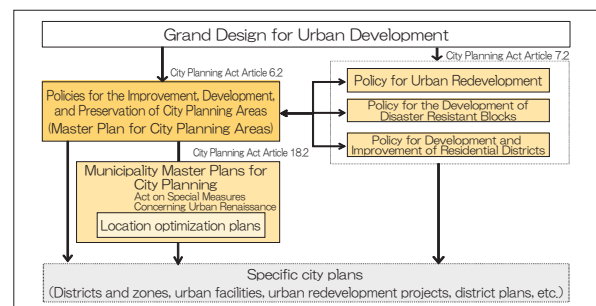 Grand Design for Urban Development
City Planning Act Article 7.2
City Planning Act Article 6.2
Policies for the Improvement, Development,
and Preservation of City Planning Areas
(Master Plan for City Planning Areas)
Policy for Urban Redevelopment
Policy for the Development of
Disaster Resistant Blocks
Policy for Development and
Improvement of Residential Districts
City Planning Act Article 18.2
Municipality Master Plans for
City Planning
Act on Special Measures
Concerning Urban Renaissance
Location optimization plans
Specific city plans
(Districts and zones, urban facilities, urban redevelopment projects, district plans, etc.)